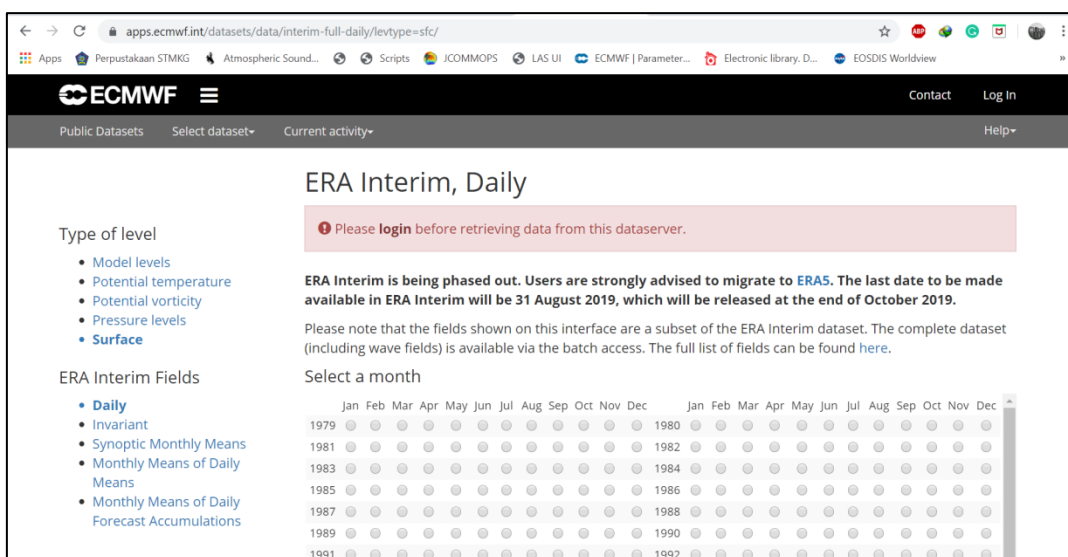 apps.ecmwf.int/datasets/data/interim-full-daily/levtype=sfc/
Apps Perpustakaan STMKG Atmospheric Sound... Scripts JCOMMOPS LAS UI ECMWF | Parameter... Electronic library. D... EOSDIS Worldview »
ECMWF Contact Log In
Public Datasets Select dataset Current activity Help
ERA Interim, Daily
Please login before retrieving data from this dataserver.
Type of level
• Model levels
• Potential temperature
• Potential vorticity
• Pressure levels
• Surface
ERA Interim Fields
• Daily
• Invariant
• Synoptic Monthly Means
• Monthly Means of Daily
Means
• Monthly Means of Daily
Forecast Accumulations
ERA Interim is being phased out. Users are strongly advised to migrate to ERA5. The last date to be made
available in ERA Interim will be 31 August 2019, which will be released at the end of October 2019.
Please note that the fields shown on this interface are a subset of the ERA Interim dataset. The complete dataset
(including wave fields) is available via the batch access. The full list of fields can be found here.
Select a month
Jan Feb Mar Apr May Jun Jul Aug Sep Oct Nov Dec Jan Feb Mar Apr May Jun Jul Aug Sep Oct Nov Dec
1979 1980
1981 1982
1983 1984
1985 1986
1987 1988
1989 1990
1991 1992